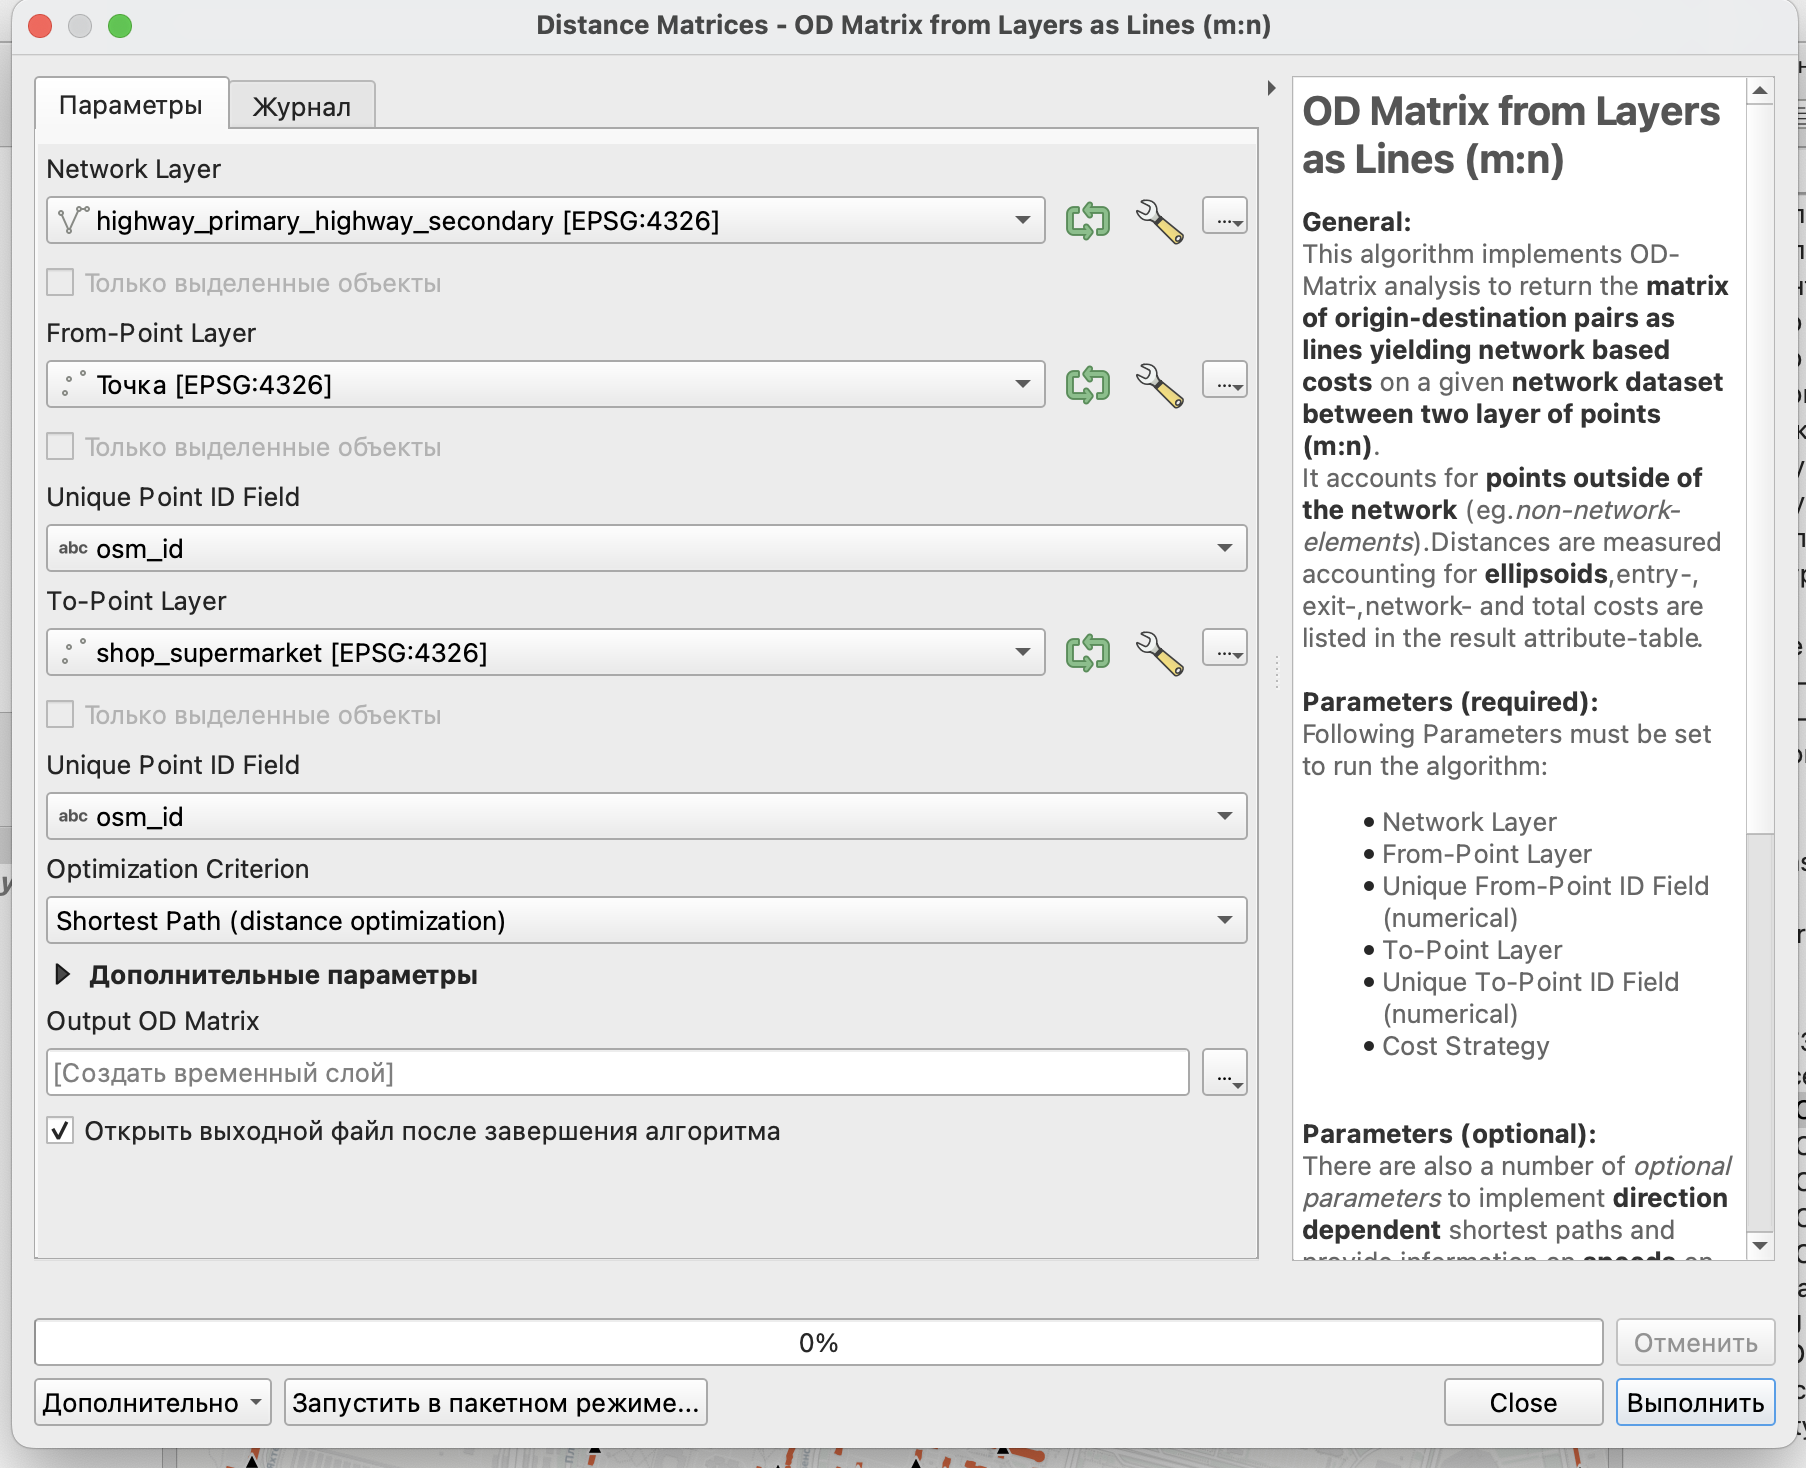 Distance Matrices - OD Matrix from Layers as Lines (m:n)
Параметры
Журнал
Network Layer
highway_primary_highway_secondary [EPSG:4326]
...
Только выделенные объекты
From-Point Layer
Точка [EPSG:4326]
...
Только выделенные объекты
Unique Point ID Field
abc osm_id
To-Point Layer
shop_supermarket [EPSG:4326]
...
Только выделенные объекты
Unique Point ID Field
abc osm_id
Optimization Criterion
Shortest Path (distance optimization)
Дополнительные параметры
Output OD Matrix
[Создать временный слой]
...
Открыть выходной файл после завершения алгоритма
OD Matrix from Layers
as Lines (m:n)
General:
This algorithm implements OD-
Matrix analysis to return the matrix
of origin-destination pairs as
lines yielding network based
costs on a given network dataset
between two layer of points
(m:n).
It accounts for points outside of
the network (eg.non-network-
elements).Distances are measured
accounting for ellipsoids,entry-,
exit-,network- and total costs are
listed in the result attribute-table.
Parameters (required):
Following Parameters must be set
to run the algorithm:
• Network Layer
• From-Point Layer
• Unique From-Point ID Field
(numerical)
• To-Point Layer
• Unique To-Point ID Field
(numerical)
• Cost Strategy
Parameters (optional):
There are also a number of optional
parameters to implement direction
dependent shortest paths and
provide information on speeds on
0%
Отменить
Дополнительно
Запустить в пакетном режиме...
Close
Выполнить